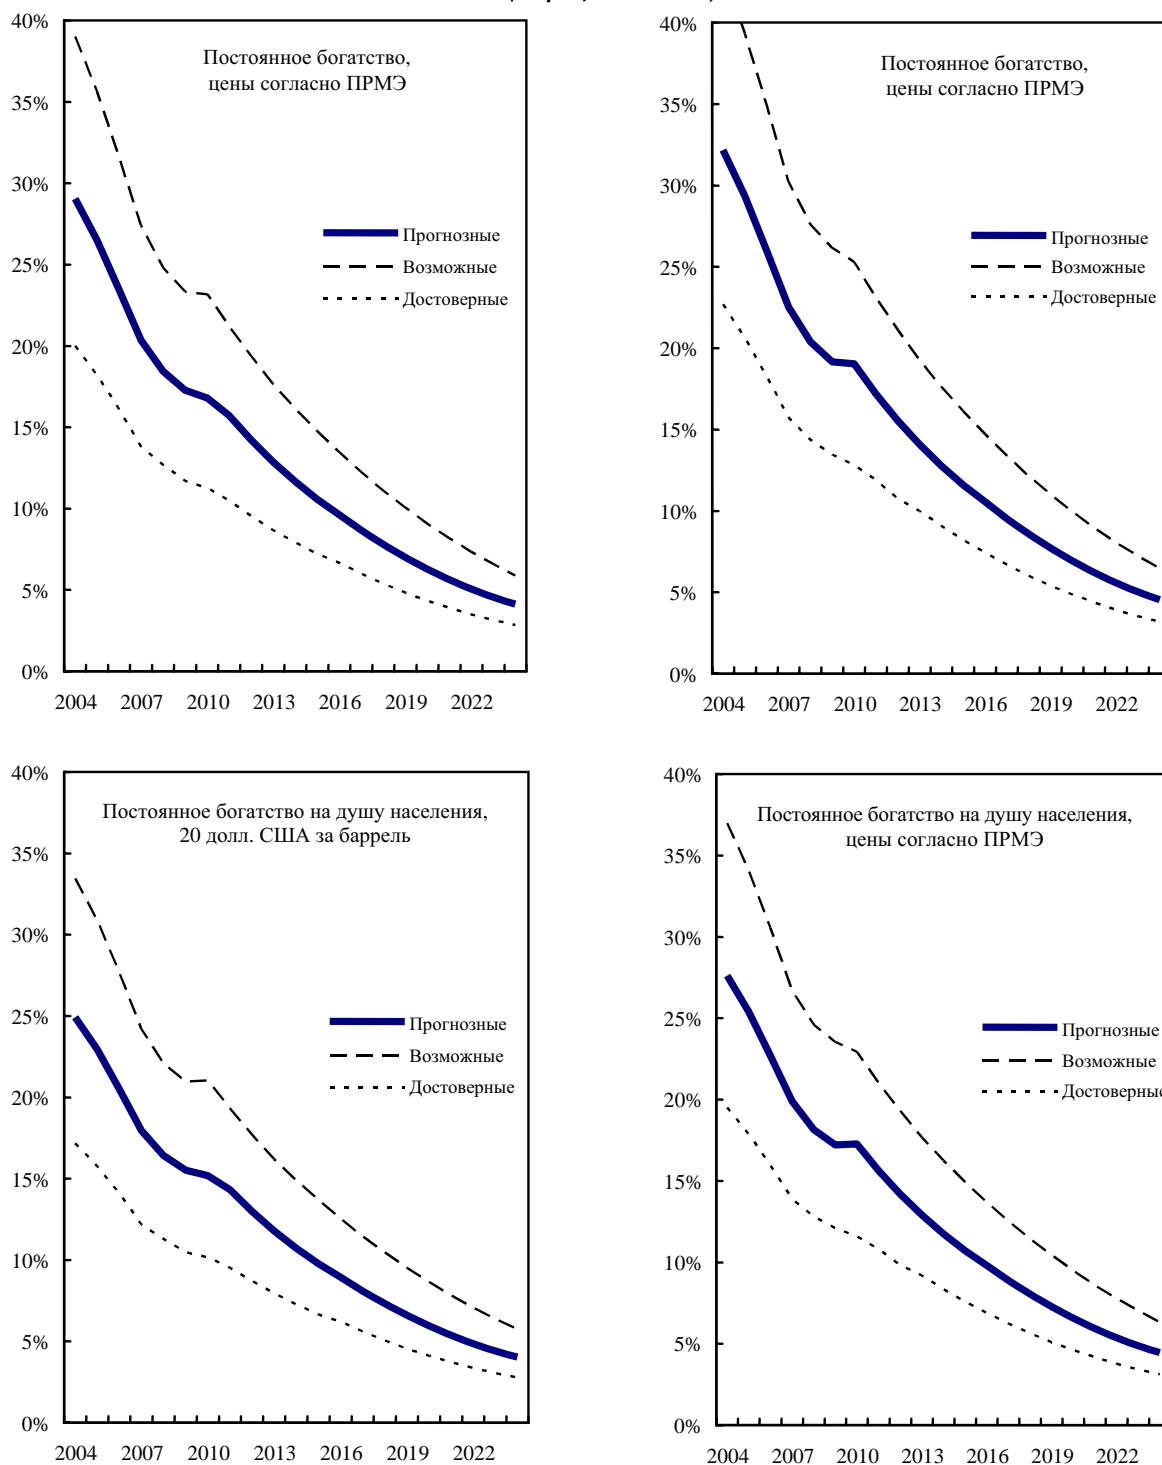 40%
35%
30%
25%
20%
15%
10%
5%
0%
Постоянное богатство,
цены согласно ПРМЭ
Прогнозные
Возможные
Достоверные
2004 2007 2010 2013 2016 2019 2022
40%
35%
30%
25%
20%
15%
10%
5%
0%
Постоянное богатство,
цены согласно ПРМЭ
Прогнозные
Возможные
Достоверные
2004 2007 2010 2013 2016 2019 2022
40%
35%
30%
25%
20%
15%
10%
5%
0%
Постоянное богатство на душу населения,
20 долл. США за баррель
Прогнозные
Возможные
Достоверные
2004 2007 2010 2013 2016 2019 2022
40%
35%
30%
25%
20%
15%
10%
5%
0%
Постоянное богатство на душу населения,
цены согласно ПРМЭ
Прогнозные
Возможные
Достоверные
2004 2007 2010 2013 2016 2019 2022